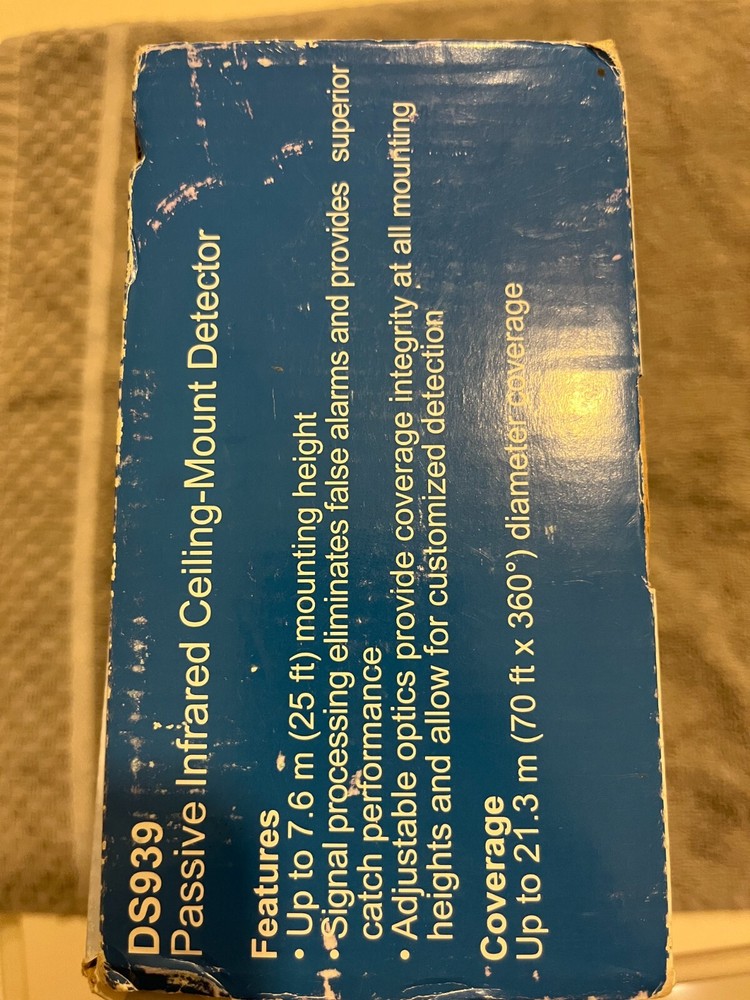 DS939
Passive Infrared Ceiling-Mount Detector
Features
• Up to 7.6 m (25 ft) mounting height
• Signal processing eliminates false alarms and provides superior
catch performance
• Adjustable optics provide coverage integrity at all mounting
heights and allow for customized detection
Coverage
Up to 21.3 m (70 ft x 360°) diameter coverage